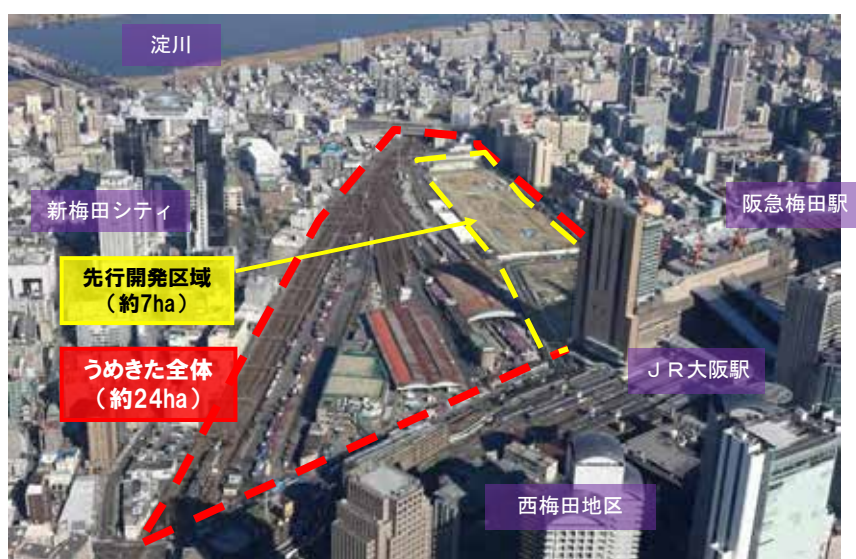 淀川
新梅田シティ
阪急梅田駅
先行開発区域
（約7ha）
うめきた全体
（約24ha）
ＪＲ大阪駅
西梅田地区